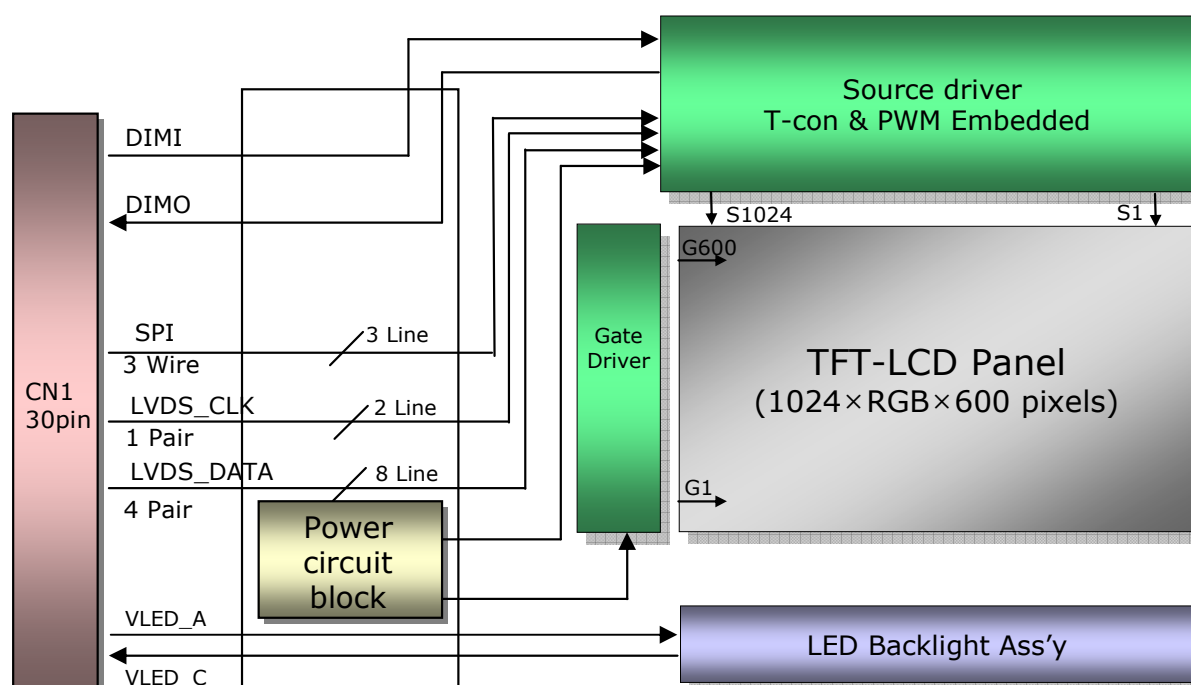 Source driver
T-con & PWM Embedded
DIMI
DIMO
S1024
S1
G600
SPI
3 Line
3 Wire
Gate
Driver
TFT-LCD Panel
(1024×RGB×600 pixels)
CN1
30pin
LVDS_CLK
2 Line
1 Pair
LVDS_DATA
8 Line
4 Pair
G1
Power
circuit
block
VLED_A
LED Backlight Ass’y
VLED_C